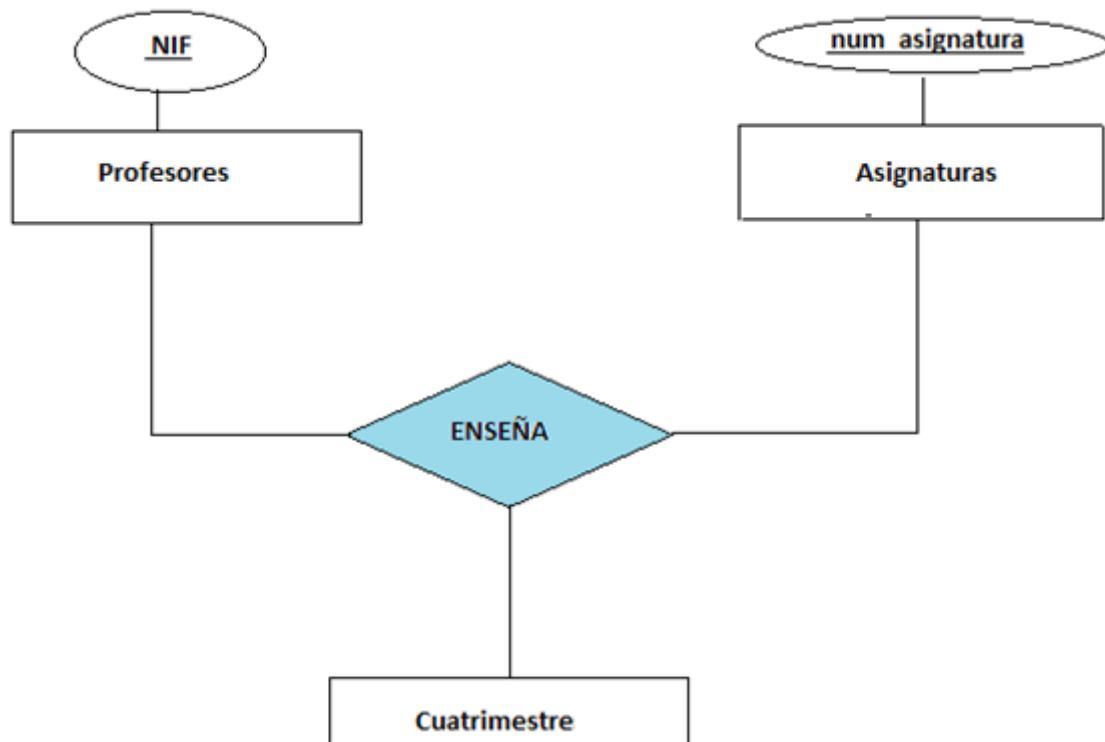 NIF
num_asignatura
Profesores
Asignaturas
ENSEÑA
Cuatrimestre